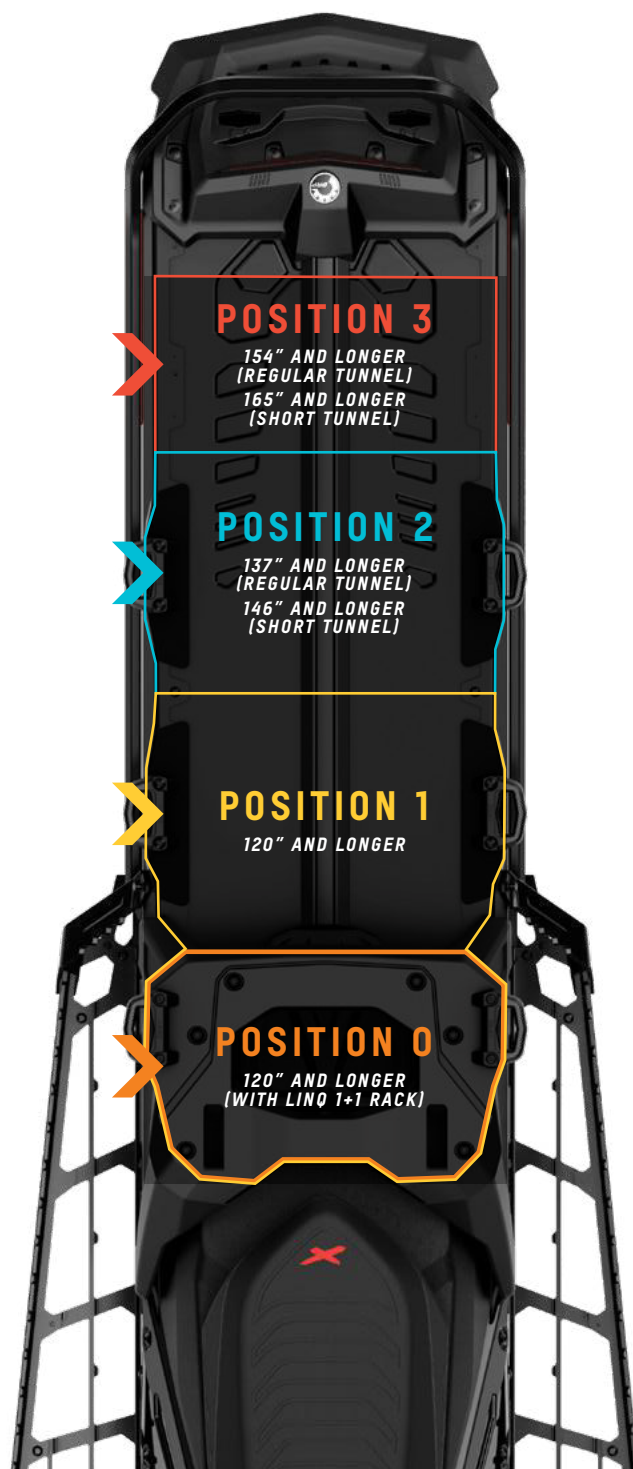 POSITION 3
154" AND LONGER
(REGULAR TUNNEL)
165" AND LONGER
(SHORT TUNNEL)
POSITION 2
137" AND LONGER
(REGULAR TUNNEL)
146" AND LONGER
(SHORT TUNNEL)
POSITION 1
120" AND LONGER
POSITION 0
120" AND LONGER
(WITH LINQ 1+1 RACK)